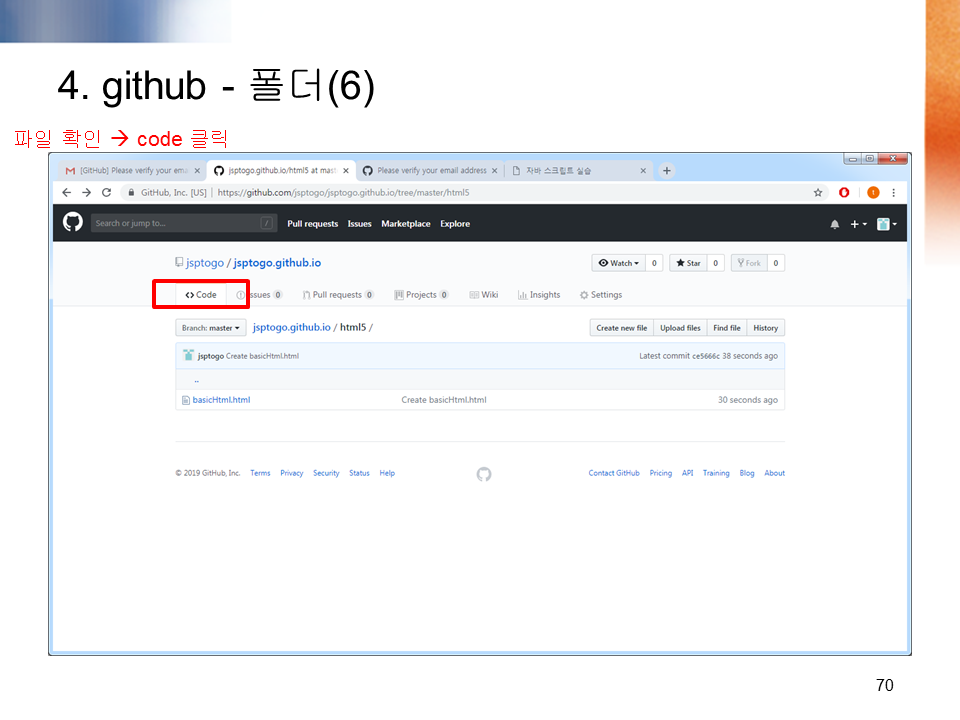 4. github - 폴더(6)
파일 확인 → code 클릭
[GitHub] Please verify your ema
jsptogo.github.io/html5 at mast
Please verify your email address
자바 스크립트 실습
GitHub, Inc. [US] | https://github.com/jsptogo/jsptogo.github.io/tree/master/html5
Search or jump to... / Pull requests Issues Marketplace Explore
jsptogo / jsptogo.github.io Watch 0 Star 0 Fork 0
Code Issues 0 Pull requests 0 Projects 0 Wiki Insights Settings
Branch: master jsptogo.github.io / html5 / Create new file Upload files Find file History
jsptogo Create basicHtml.html Latest commit ce5666c 38 seconds ago
..
basicHtml.html Create basicHtml.html 30 seconds ago
© 2019 GitHub, Inc. Terms Privacy Security Status Help Contact GitHub Pricing API Training Blog About
70